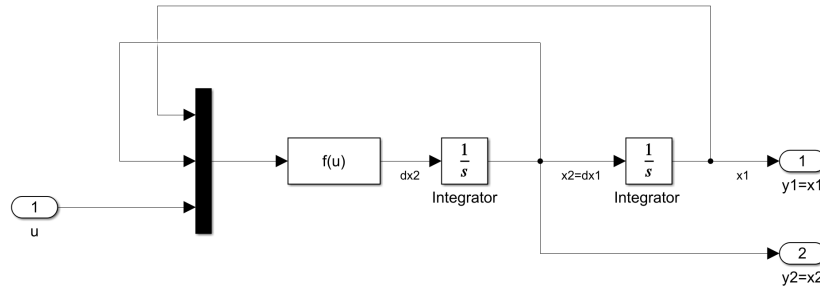 1
u
f(u)
dx2
1
s
Integrator
x2=dx1
1
s
Integrator
x1
1
y1=x1
2
y2=x2